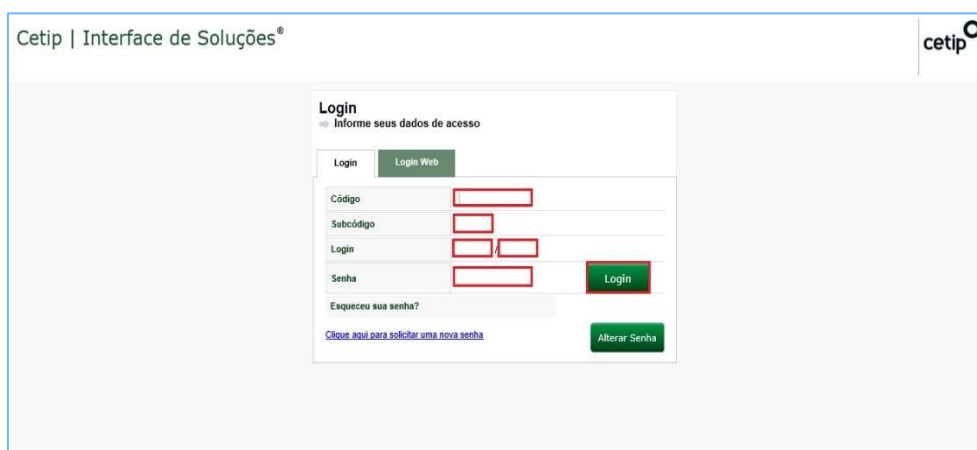 Cetip | Interface de Soluções®
cetip
Login
Informe seus dados de acesso
Login
Login Web
Código
Subcódigo
Login
/
Senha
Login
Esqueceu sua senha?
Clique aqui para solicitar uma nova senha
Alterar Senha